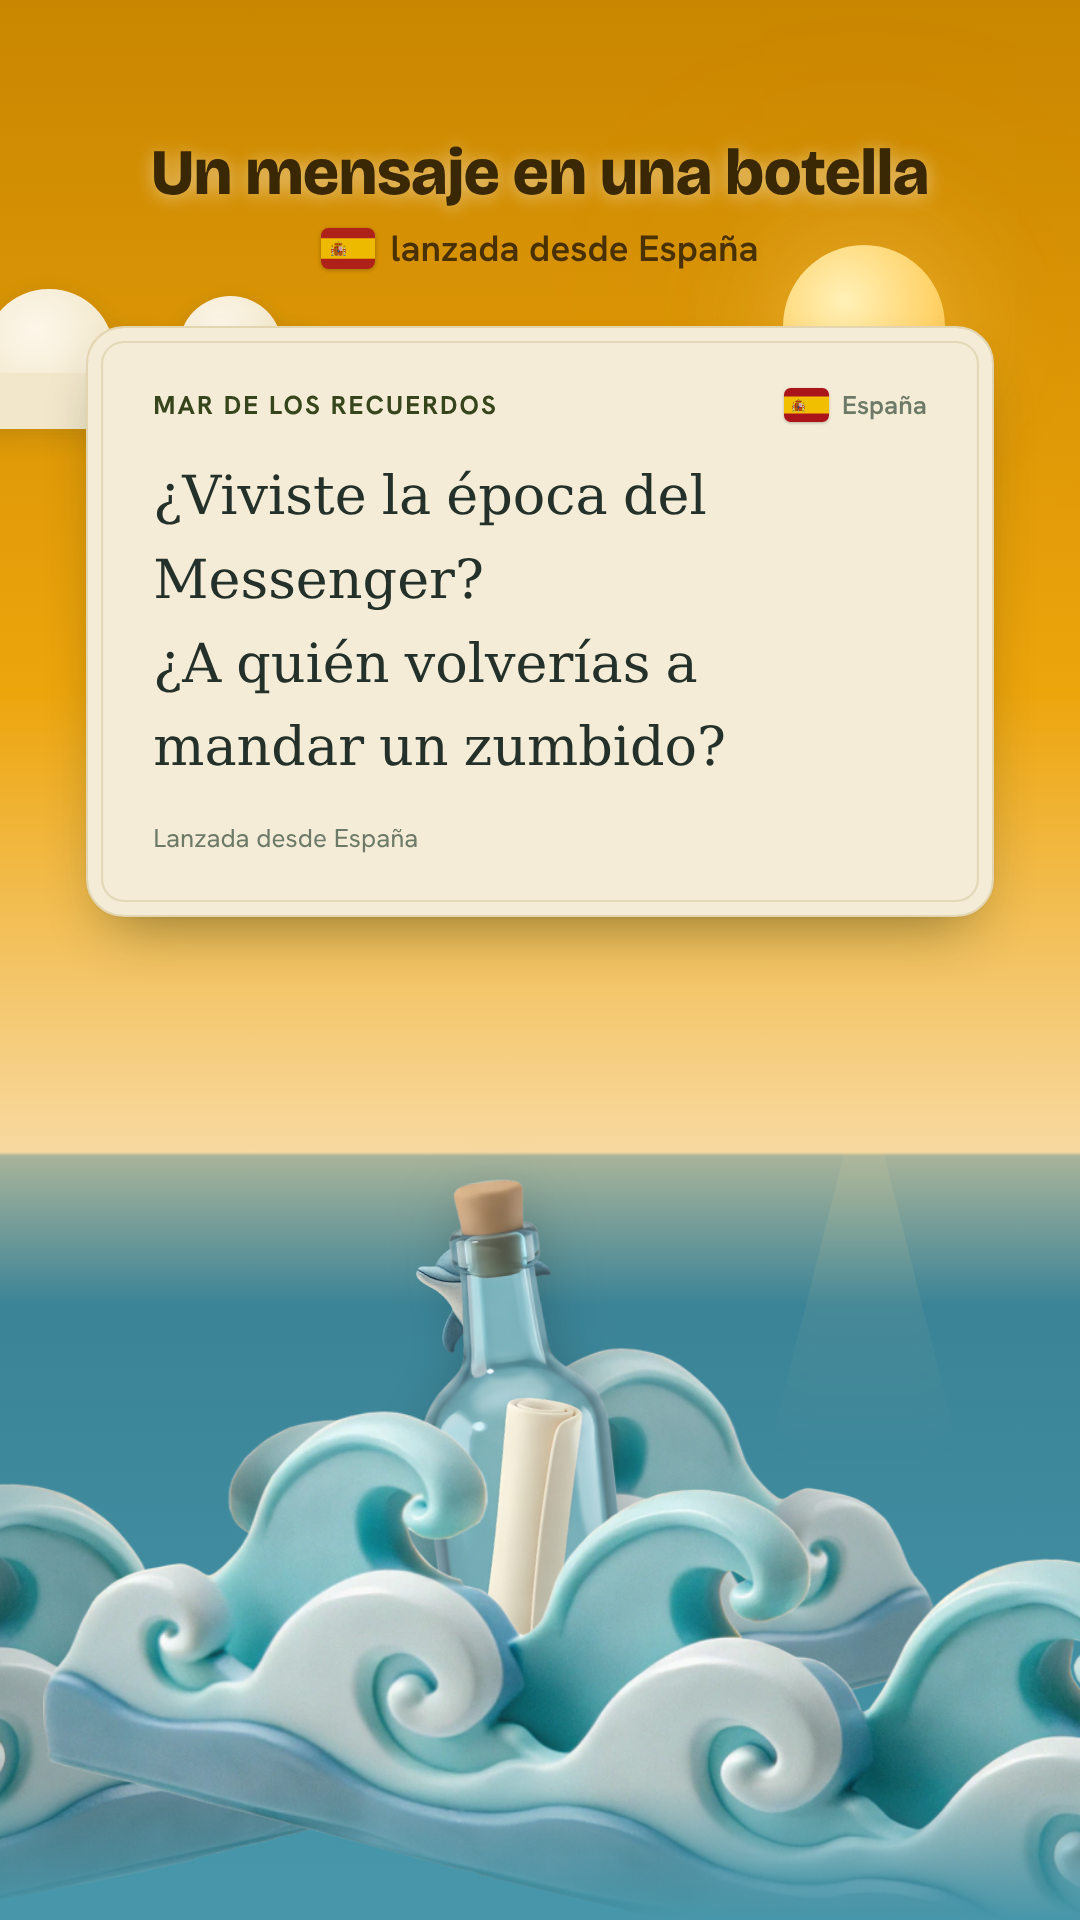 Un mensaje en una botella
lanzada desde España
MAR DE LOS RECUERDOS
España
¿Viviste la época del
Messenger?
¿A quién volverías a
mandar un zumbido?
Lanzada desde España